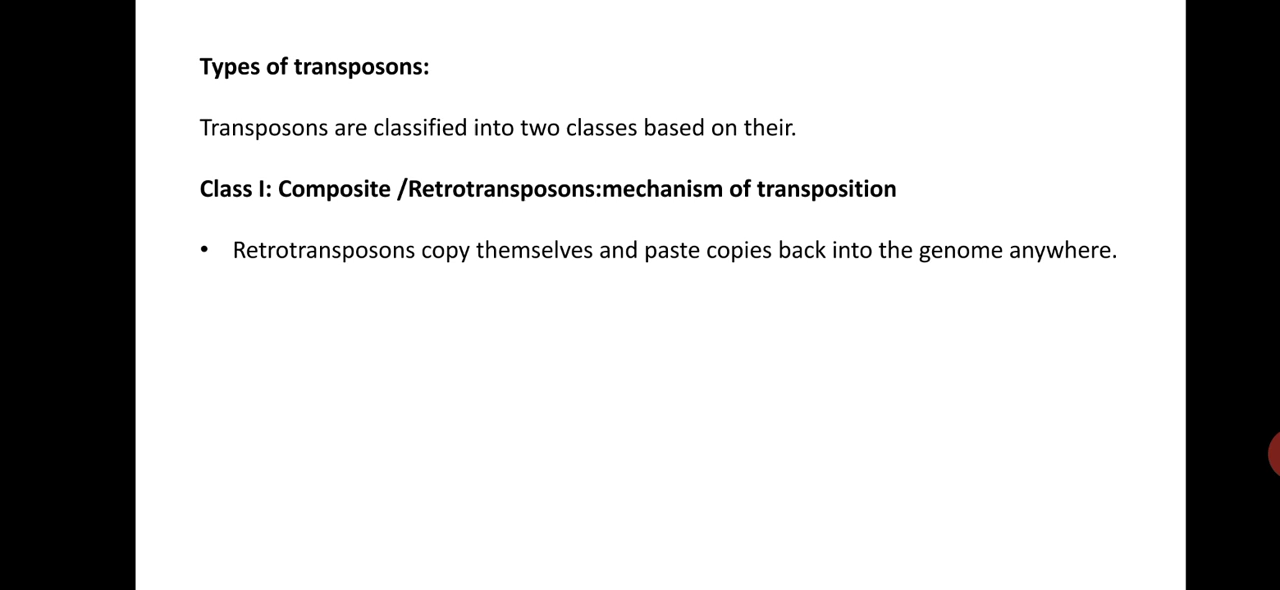 Types of transposons:
Transposons are classified into two classes based on their.
Class I: Composite /Retrotransposons:mechanism of transposition
• Retrotransposons copy themselves and paste copies back into the genome anywhere.